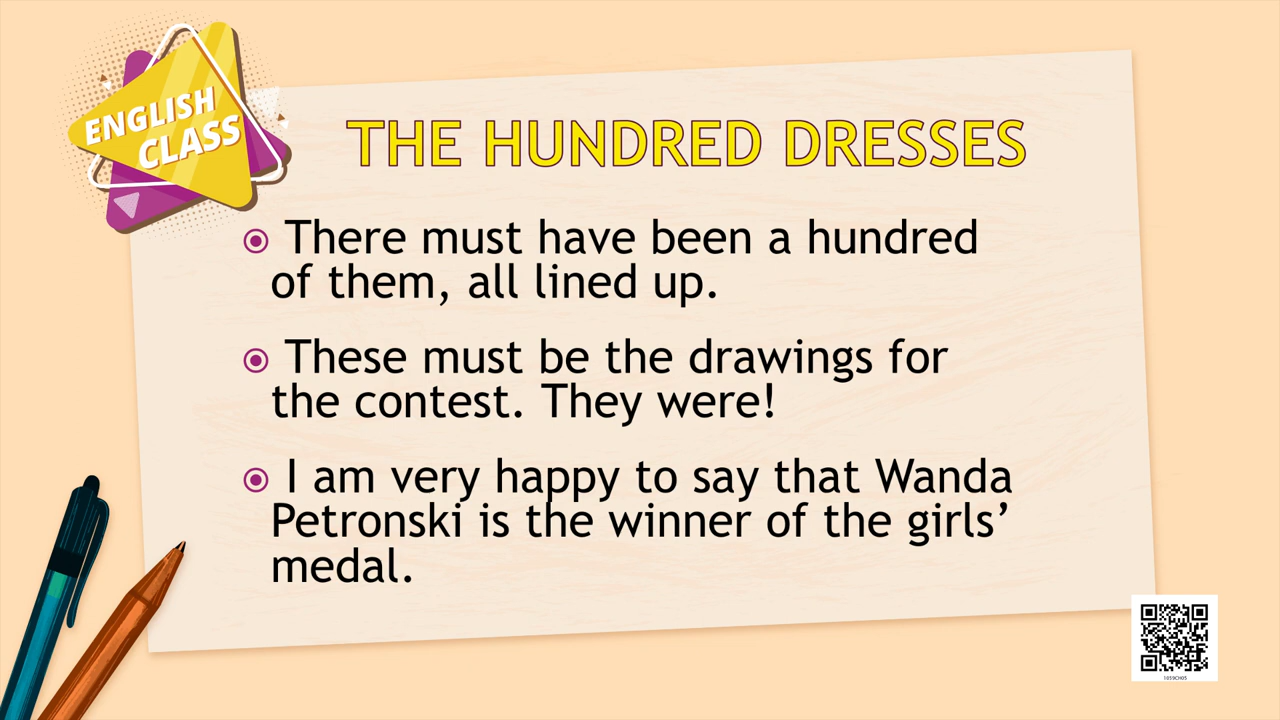 ENGLISH
CLASS
THE HUNDRED DRESSES
There must have been a hundred
of them, all lined up.
These must be the drawings for
the contest. They were!
I am very happy to say that Wanda
Petronski is the winner of the girls’
medal.
1059CH05